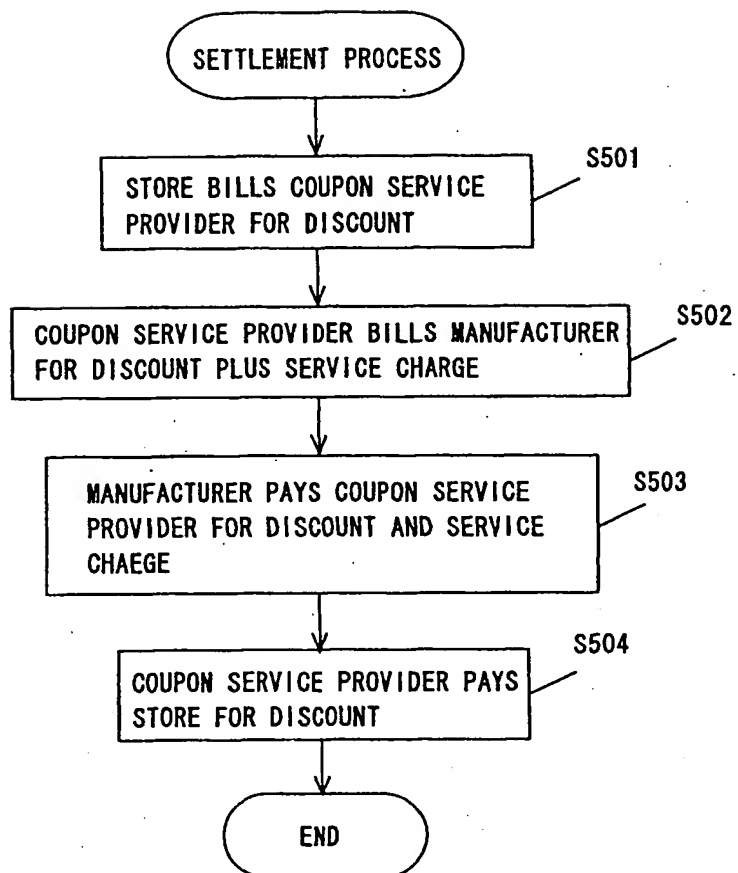 SETTLEMENT PROCESS
S501
STORE BILLS COUPON SERVICE
PROVIDER FOR DISCOUNT
S502
COUPON SERVICE PROVIDER BILLS MANUFACTURER
FOR DISCOUNT PLUS SERVICE CHARGE
S503
MANUFACTURER PAYS COUPON SERVICE
PROVIDER FOR DISCOUNT AND SERVICE
CHAEGE
S504
COUPON SERVICE PROVIDER PAYS
STORE FOR DISCOUNT
END